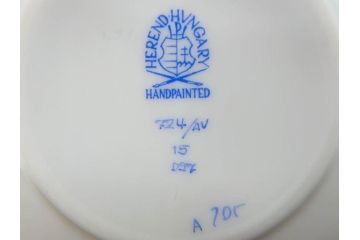 HEREND HUNGARY
HANDPAINTED
724/AV
15
A 705